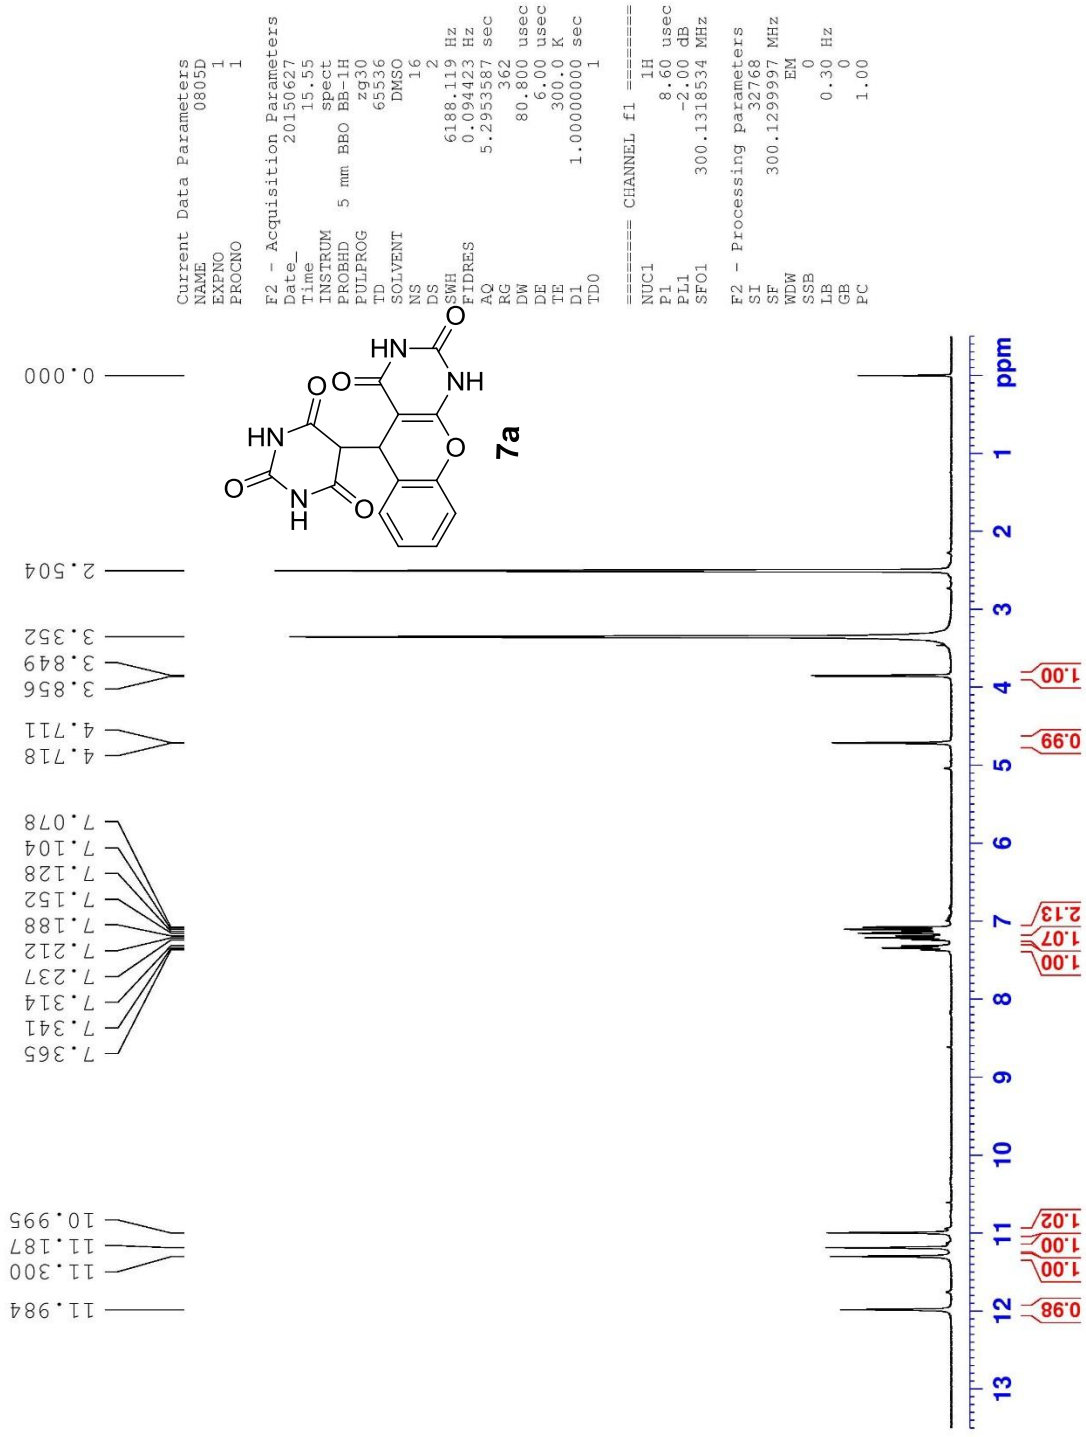 Current Data Parameters
NAME 0805D
EXPNO 1
PROCNO 1
F2 - Acquisition Parameters
Date_ 20150627
Time 15.55
INSTRUM spect
PROBHD 5 mm BBO BB-1H
PULPROG zg30
TD 65536
SOLVENT DMSO
NS 16
DS 2
SWH 6188.119 Hz
FIDRES 0.094423 Hz
AQ 5.2953587 sec
RG 362
DW 80.800 usec
DE 6.00 usec
TE 300.0 K
D1 1.00000000 sec
TD0 1
======== CHANNEL f1 ========
NUC1 1H
P1 8.60 usec
PL1 -2.00 dB
SFO1 300.1318534 MHz
F2 - Processing parameters
SI 32768
SF 300.1299997 MHz
WDW EM
SSB 0
LB 0.30 Hz
GB 0
PC 1.00
11.984
11.300
11.187
10.995
7.365
7.341
7.314
7.237
7.212
7.188
7.152
7.128
7.104
7.078
4.718
4.711
3.856
3.849
3.352
2.504
0.000
O
HN
O
NH
O
O
HN
O
N
H
O
O
7a
13 12 11 10 9 8 7 6 5 4 3 2 1 ppm
0.98
1.00
1.00
1.02
1.00
1.07
2.13
0.99
1.00